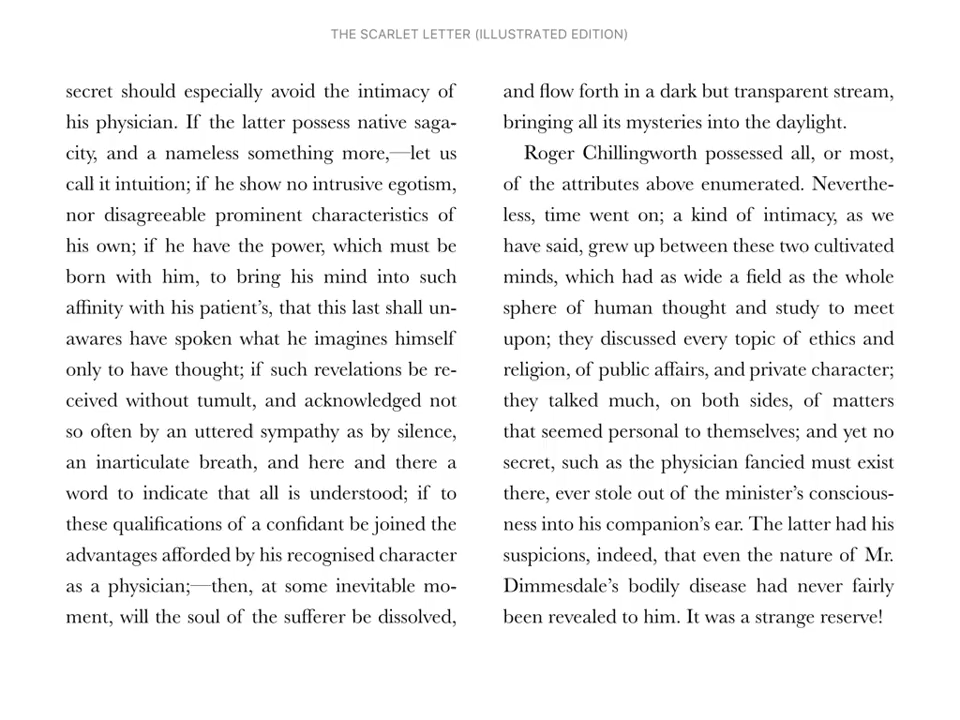 THE SCARLET LETTER (ILLUSTRATED EDITION)
secret should especially avoid the intimacy of
his physician. If the latter possess native saga-
city, and a nameless something more,—let us
call it intuition; if he show no intrusive egotism,
nor disagreeable prominent characteristics of
his own; if he have the power, which must be
born with him, to bring his mind into such
affinity with his patient’s, that this last shall un-
awares have spoken what he imagines himself
only to have thought; if such revelations be re-
ceived without tumult, and acknowledged not
so often by an uttered sympathy as by silence,
an inarticulate breath, and here and there a
word to indicate that all is understood; if to
these qualifications of a confidant be joined the
advantages afforded by his recognised character
as a physician;—then, at some inevitable mo-
ment, will the soul of the sufferer be dissolved,
and flow forth in a dark but transparent stream,
bringing all its mysteries into the daylight.
Roger Chillingworth possessed all, or most,
of the attributes above enumerated. Neverthe-
less, time went on; a kind of intimacy, as we
have said, grew up between these two cultivated
minds, which had as wide a field as the whole
sphere of human thought and study to meet
upon; they discussed every topic of ethics and
religion, of public affairs, and private character;
they talked much, on both sides, of matters
that seemed personal to themselves; and yet no
secret, such as the physician fancied must exist
there, ever stole out of the minister’s conscious-
ness into his companion’s ear. The latter had his
suspicions, indeed, that even the nature of Mr.
Dimmesdale’s bodily disease had never fairly
been revealed to him. It was a strange reserve!